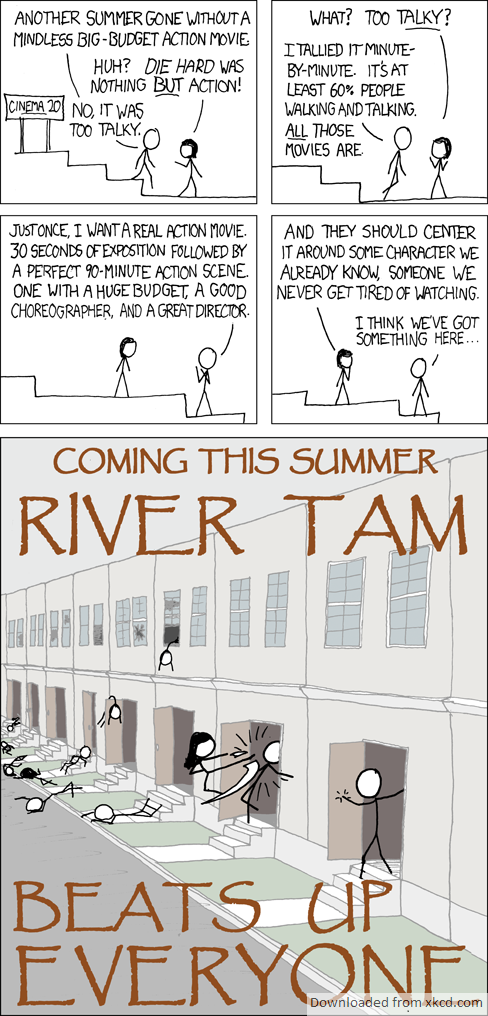 ANOTHER SUMMER GONE WITHOUT A
MINDLESS BIG-BUDGET ACTION MOVIE.
HUH? DIE HARD WAS
NOTHING BUT ACTION!
CINEMA 20
NO, IT WAS
TOO TALKY.
WHAT? TOO TALKY?
I TALLIED IT MINUTE-
BY-MINUTE. IT'S AT
LEAST 60% PEOPLE
WALKING AND TALKING.
ALL THOSE
MOVIES ARE.
JUST ONCE, I WANT A REAL ACTION MOVIE.
30 SECONDS OF EXPOSITION FOLLOWED BY
A PERFECT 90-MINUTE ACTION SCENE.
ONE WITH A HUGE BUDGET, A GOOD
CHOREOGRAPHER, AND A GREAT DIRECTOR.
AND THEY SHOULD CENTER
IT AROUND SOME CHARACTER WE
ALREADY KNOW, SOMEONE WE
NEVER GET TIRED OF WATCHING.
I THINK WE'VE GOT
SOMETHING HERE...
COMING THIS SUMMER
RIVER TAM
BEATS UP
EVERYONE
Downloaded from xkcd.com